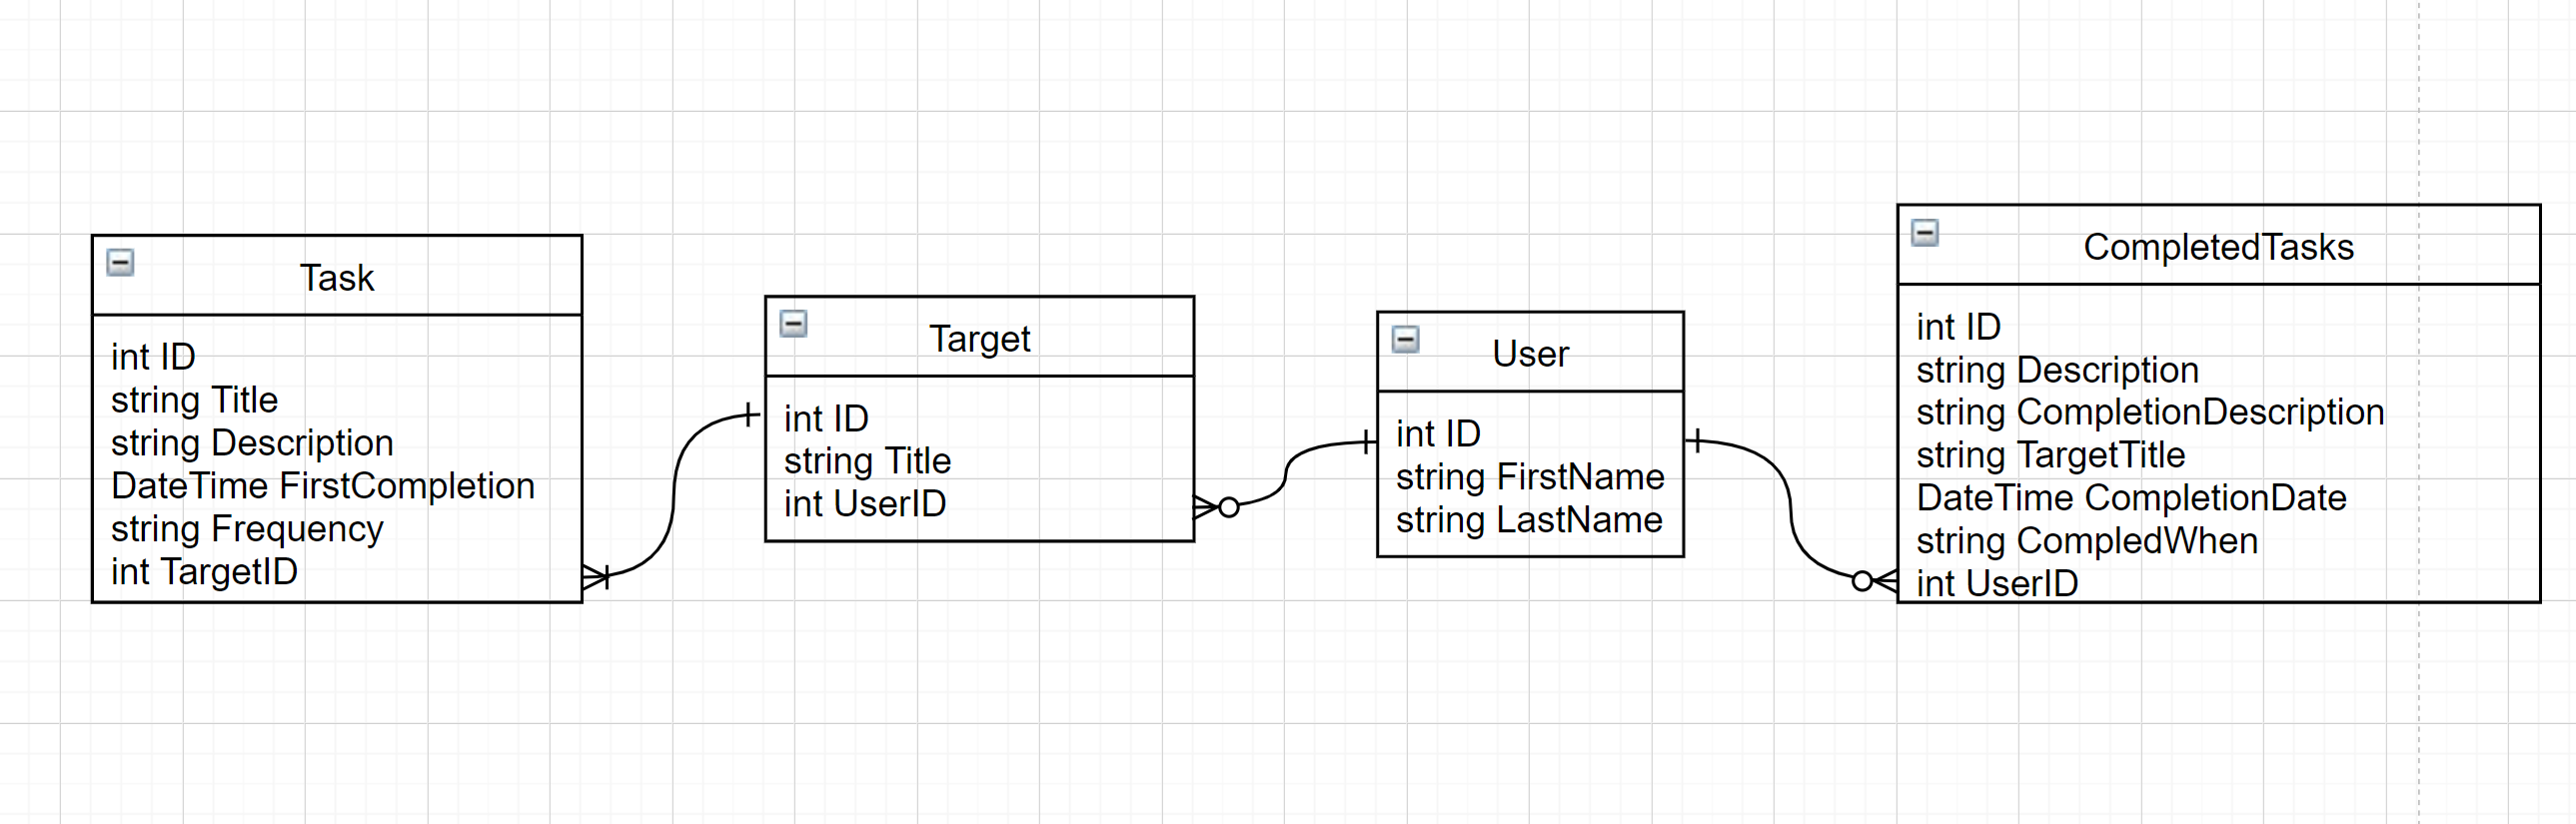 Task
int ID
string Title
string Description
DateTime FirstCompletion
string Frequency
int TargetID
Target
int ID
string Title
int UserID
User
int ID
string FirstName
string LastName
CompletedTasks
int ID
string Description
string CompletionDescription
string TargetTitle
DateTime CompletionDate
string CompledWhen
int UserID